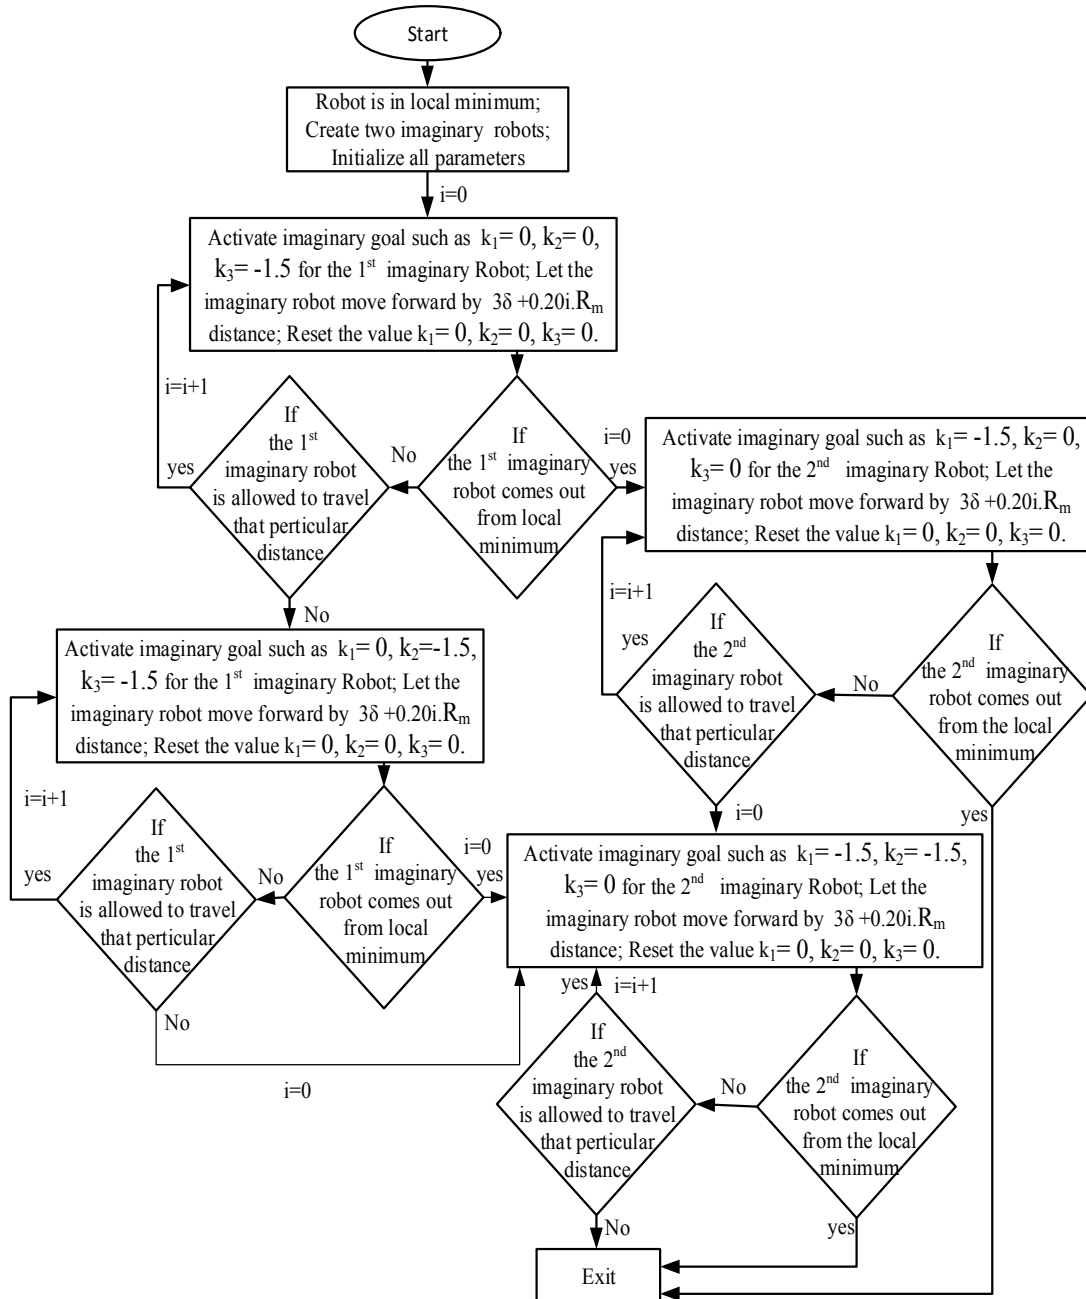 Start
Robot is in local minimum;
Create two imaginary robots;
Initialize all parameters
i=0
Activate imaginary goal such as k₁= 0, k₂= 0,
k₃= -1.5 for the 1ˢᵗ imaginary Robot; Let the
imaginary robot move forward by 3δ +0.20i.Rₘ
distance; Reset the value k₁= 0, k₂= 0, k₃= 0.
i=i+1
yes
If
the 1ˢᵗ
imaginary robot
is allowed to travel
that perticular
distance
No
If
the 1ˢᵗ imaginary
robot comes out
from local
minimum
i=0
yes
Activate imaginary goal such as k₁= -1.5, k₂= 0,
k₃= 0 for the 2ⁿᵈ imaginary Robot; Let the
imaginary robot move forward by 3δ +0.20i.Rₘ
distance; Reset the value k₁= 0, k₂= 0, k₃= 0.
i=i+1
yes
If
the 2ⁿᵈ
imaginary robot
is allowed to travel
that perticular
distance
No
If
the 2ⁿᵈ imaginary
robot comes out
from the local
minimum
yes
i=0
No
Activate imaginary goal such as k₁= 0, k₂=-1.5,
k₃= -1.5 for the 1ˢᵗ imaginary Robot; Let the
imaginary robot move forward by 3δ +0.20i.Rₘ
distance; Reset the value k₁= 0, k₂= 0, k₃= 0.
i=i+1
yes
If
the 1ˢᵗ
imaginary robot
is allowed to travel
that perticular
distance
No
If
the 1ˢᵗ imaginary
robot comes out
from local
minimum
i=0
yes
No
i=0
Activate imaginary goal such as k₁= -1.5, k₂= -1.5,
k₃= 0 for the 2ⁿᵈ imaginary Robot; Let the
imaginary robot move forward by 3δ +0.20i.Rₘ
distance; Reset the value k₁= 0, k₂= 0, k₃= 0.
yes
i=i+1
If
the 2ⁿᵈ
imaginary robot
is allowed to travel
that perticular
distance
No
If
the 2ⁿᵈ imaginary
robot comes out
from the local
minimum
No
yes
Exit